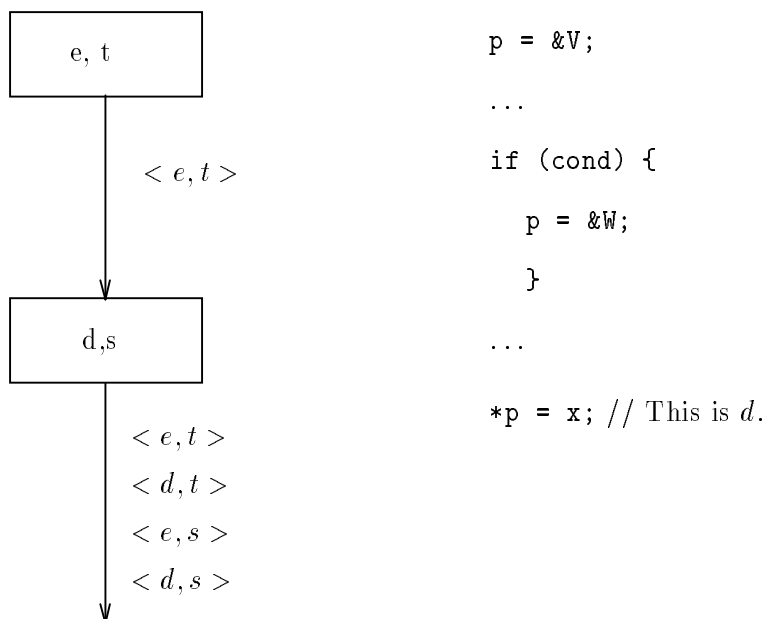 e, t
< e, t >
d,s
< e, t >
< d, t >
< e, s >
< d, s >
p = &V;
...
if (cond) {
p = &W;
}
...
*p = x; // This is d.